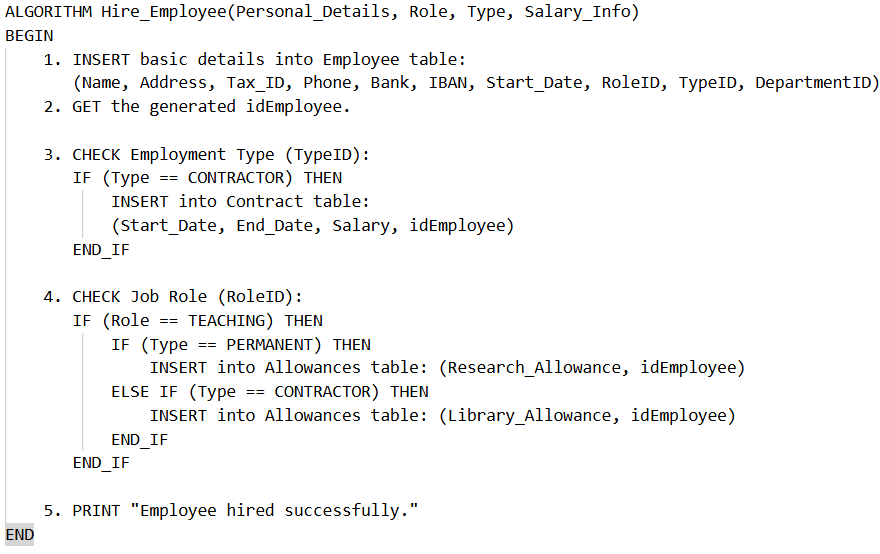 ALGORITHM Hire_Employee(Personal_Details, Role, Type, Salary_Info)
BEGIN
1. INSERT basic details into Employee table:
(Name, Address, Tax_ID, Phone, Bank, IBAN, Start_Date, RoleID, TypeID, DepartmentID)
2. GET the generated idEmployee.
3. CHECK Employment Type (TypeID):
IF (Type == CONTRACTOR) THEN
INSERT into Contract table:
(Start_Date, End_Date, Salary, idEmployee)
END_IF
4. CHECK Job Role (RoleID):
IF (Role == TEACHING) THEN
IF (Type == PERMANENT) THEN
INSERT into Allowances table: (Research_Allowance, idEmployee)
ELSE IF (Type == CONTRACTOR) THEN
INSERT into Allowances table: (Library_Allowance, idEmployee)
END_IF
END_IF
5. PRINT "Employee hired successfully."
END